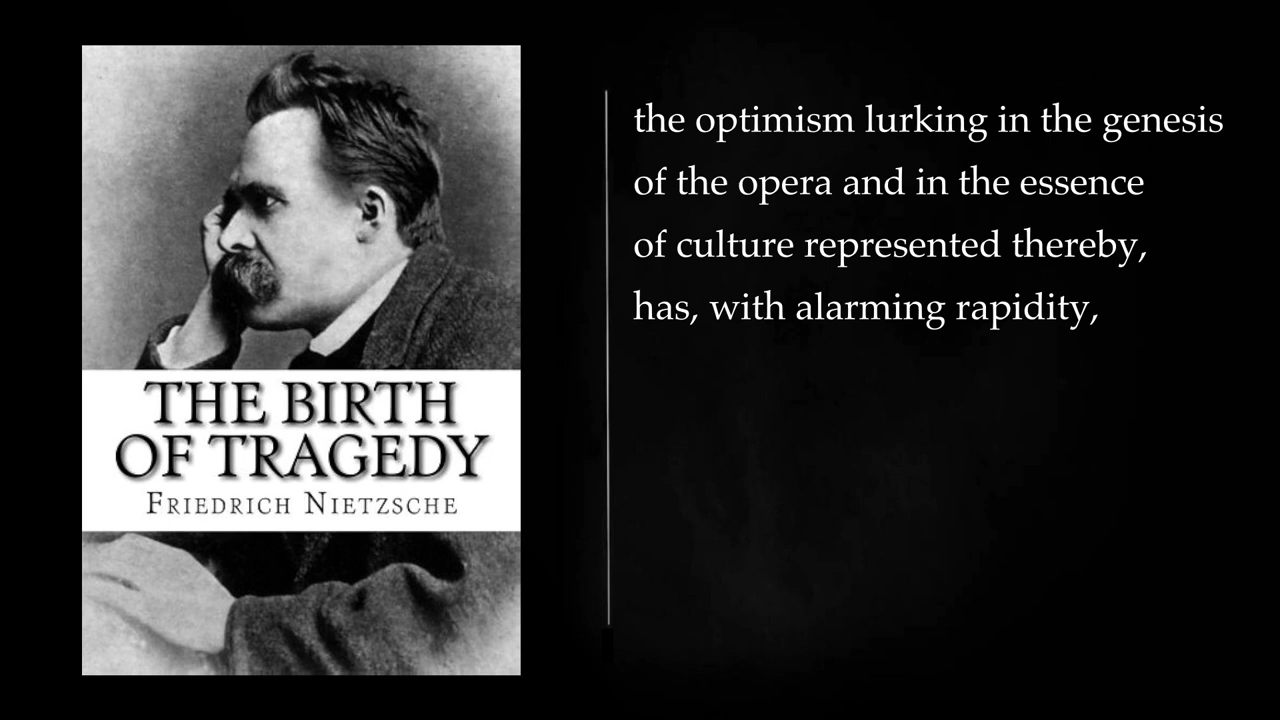 THE BIRTH
OF TRAGEDY
FRIEDRICH NIETZSCHE
the optimism lurking in the genesis
of the opera and in the essence
of culture represented thereby,
has, with alarming rapidity,